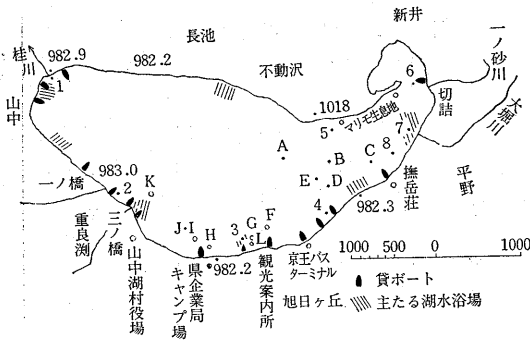 新井
長池
一ノ砂川
桂川
982.9
982.2
不動沢
6
切詰
大堀川
1
1018
マリモ生息地
5
7
山中
A
B
C
8
平野
983.0
E
D
撫岳荘
一ノ橋
2
K
4
982.3
重良渕
三ノ橋
J
I
H
3
G
L
F
982.2
山中湖村役場
県企業局
キャンプ場
観光案内所
京王バス
ターミナル
旭日ヶ丘
1000 500 0 1000
貸ボート
主たる湖水浴場